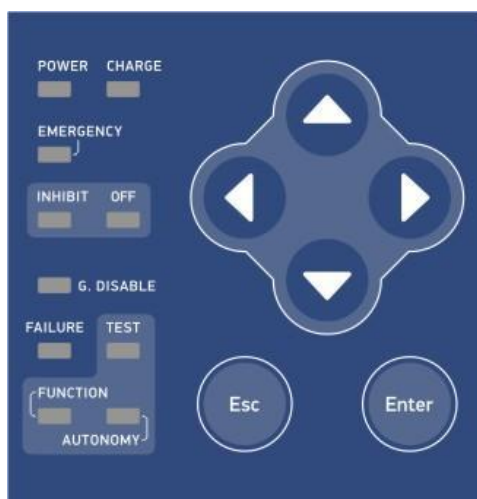 POWER CHARGE
EMERGENCY
INHIBIT OFF
G. DISABLE
FAILURE TEST
FUNCTION
AUTONOMY
Esc Enter